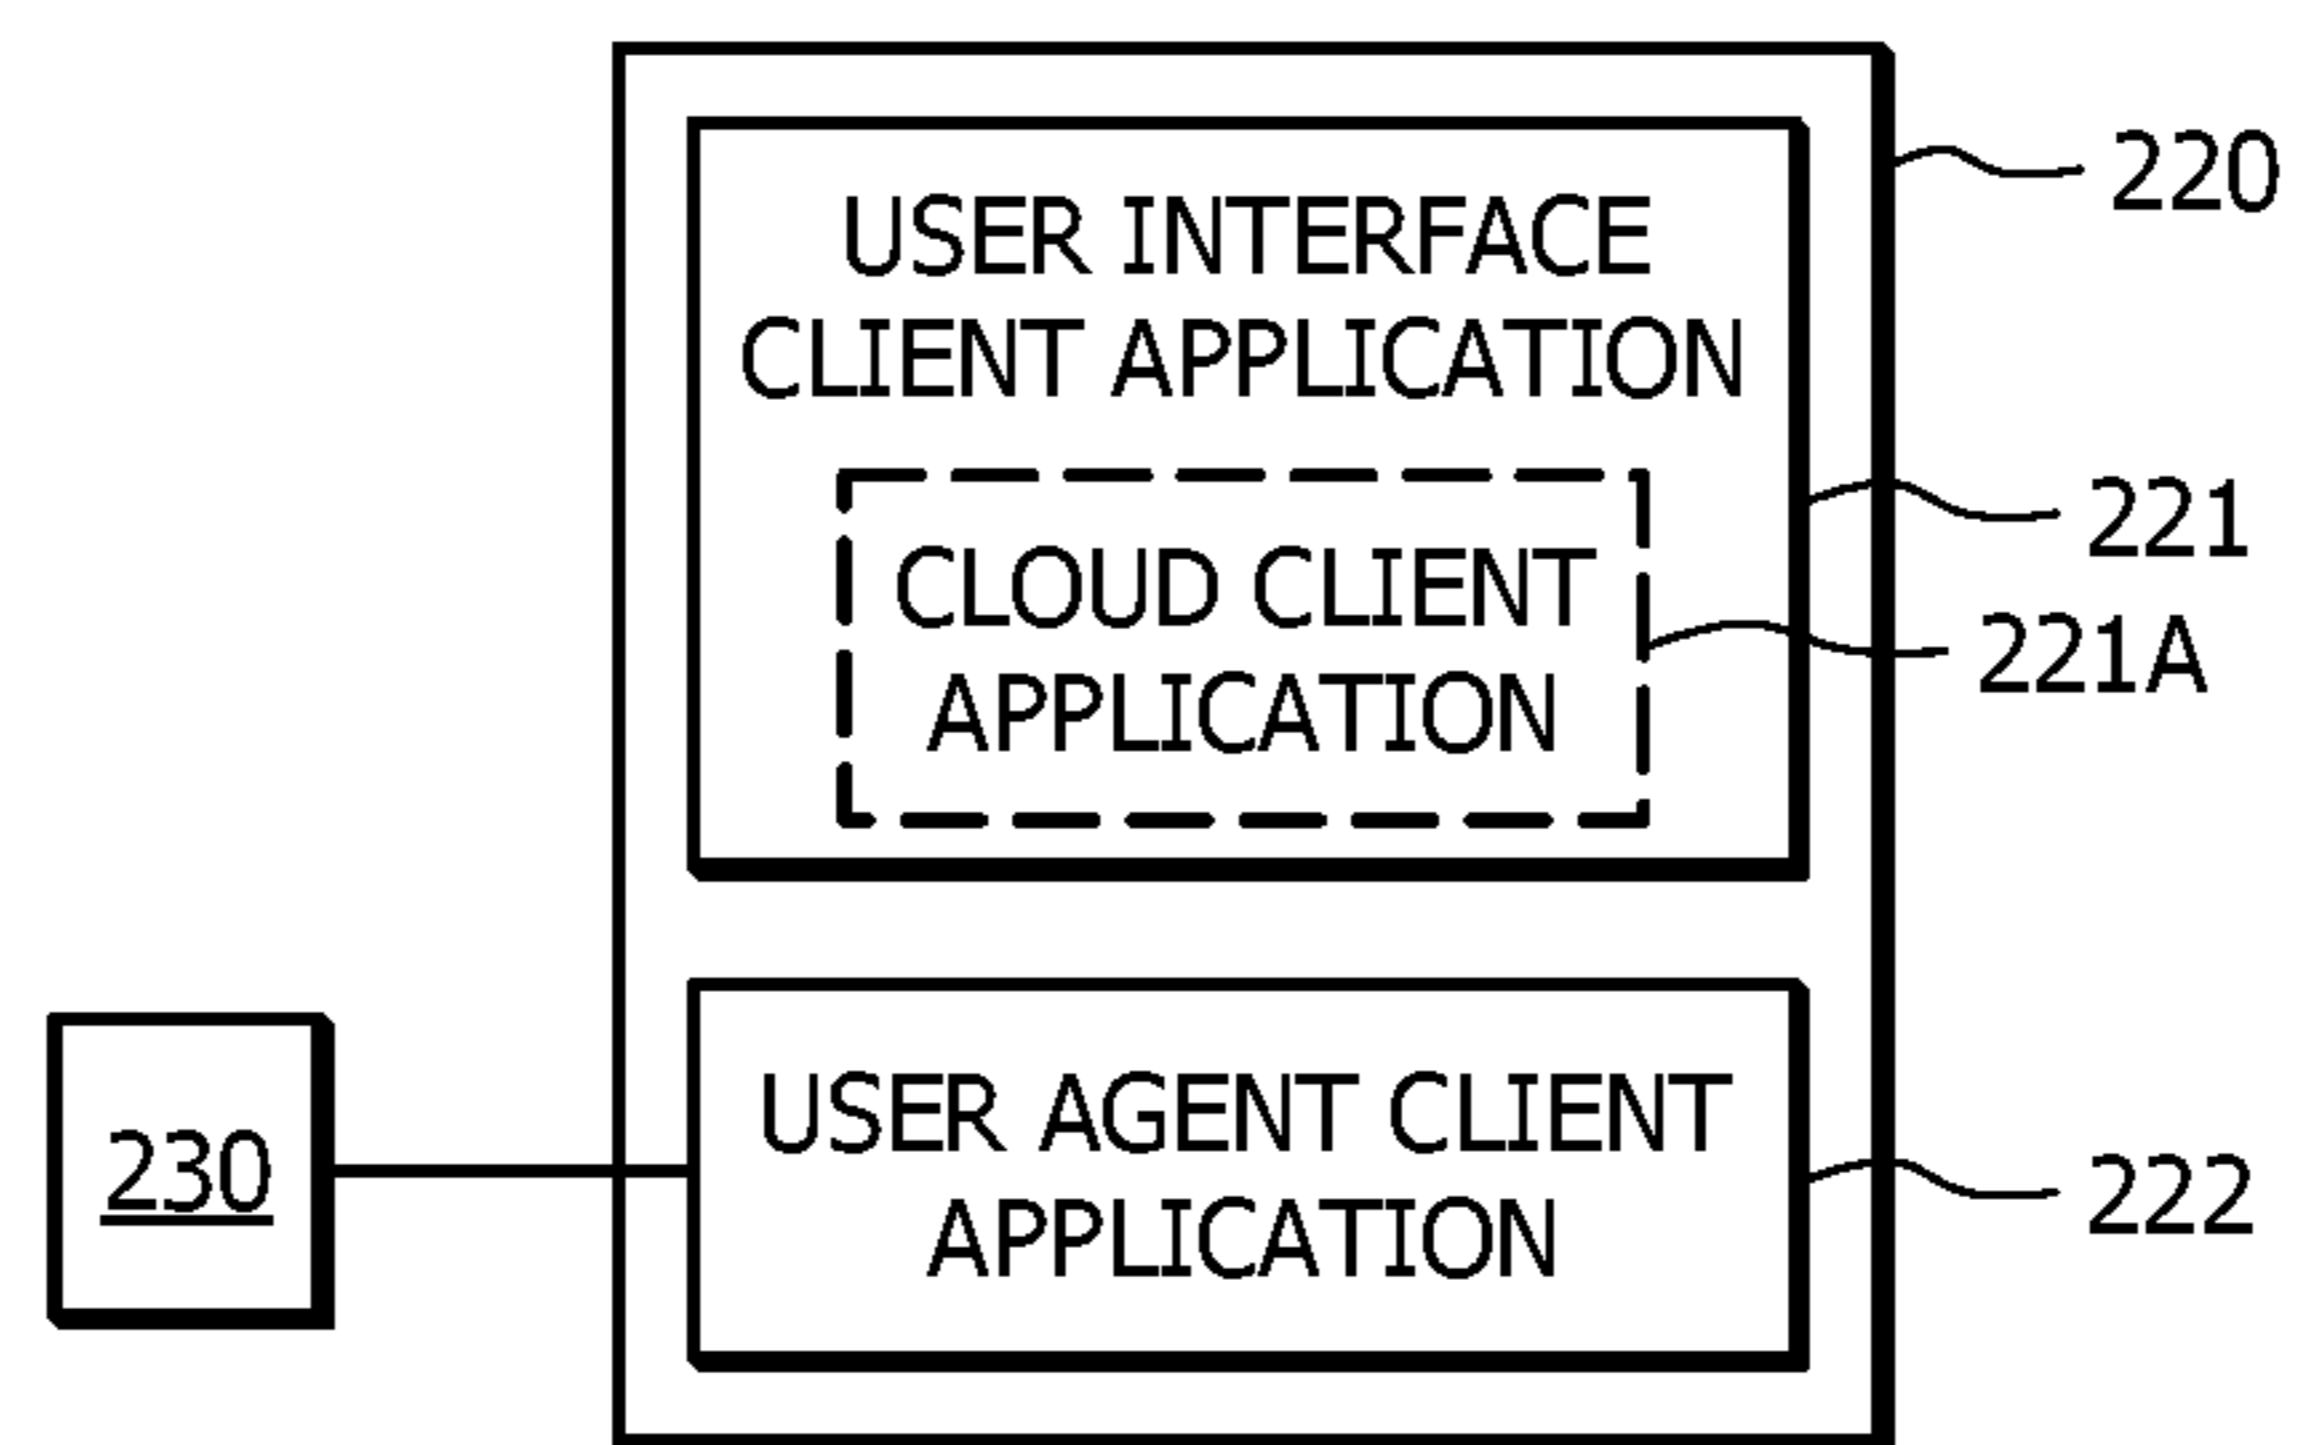 USER INTERFACE
CLIENT APPLICATION
220
221
CLOUD CLIENT
APPLICATION
221A
230
USER AGENT CLIENT
APPLICATION
222